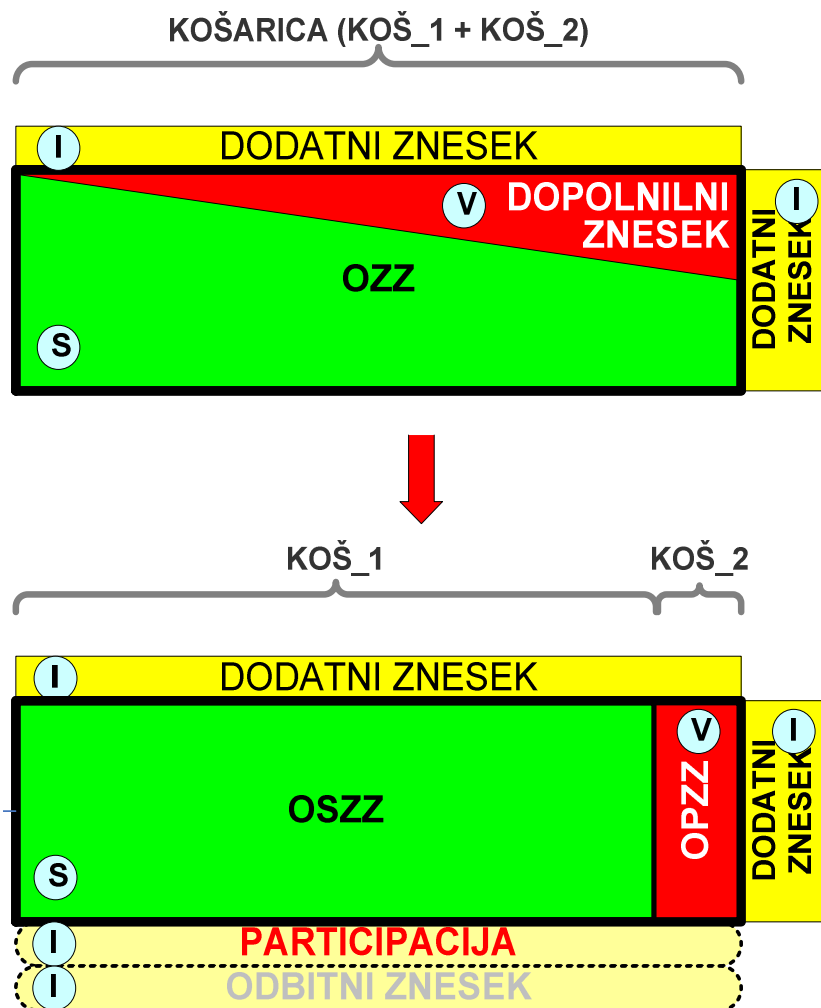 KOŠARICA (KOŠ_1 + KOŠ_2)
I
DODATNI ZNESEK
V
DOPOLNILNI
ZNESEK
I
DODATNI
ZNESEK
OZZ
S
KOŠ_1
KOŠ_2
I
DODATNI ZNESEK
V
OPZZ
I
DODATNI
ZNESEK
OSZZ
S
I
PARTICIPACIJA
I
ODBITNI ZNESEK